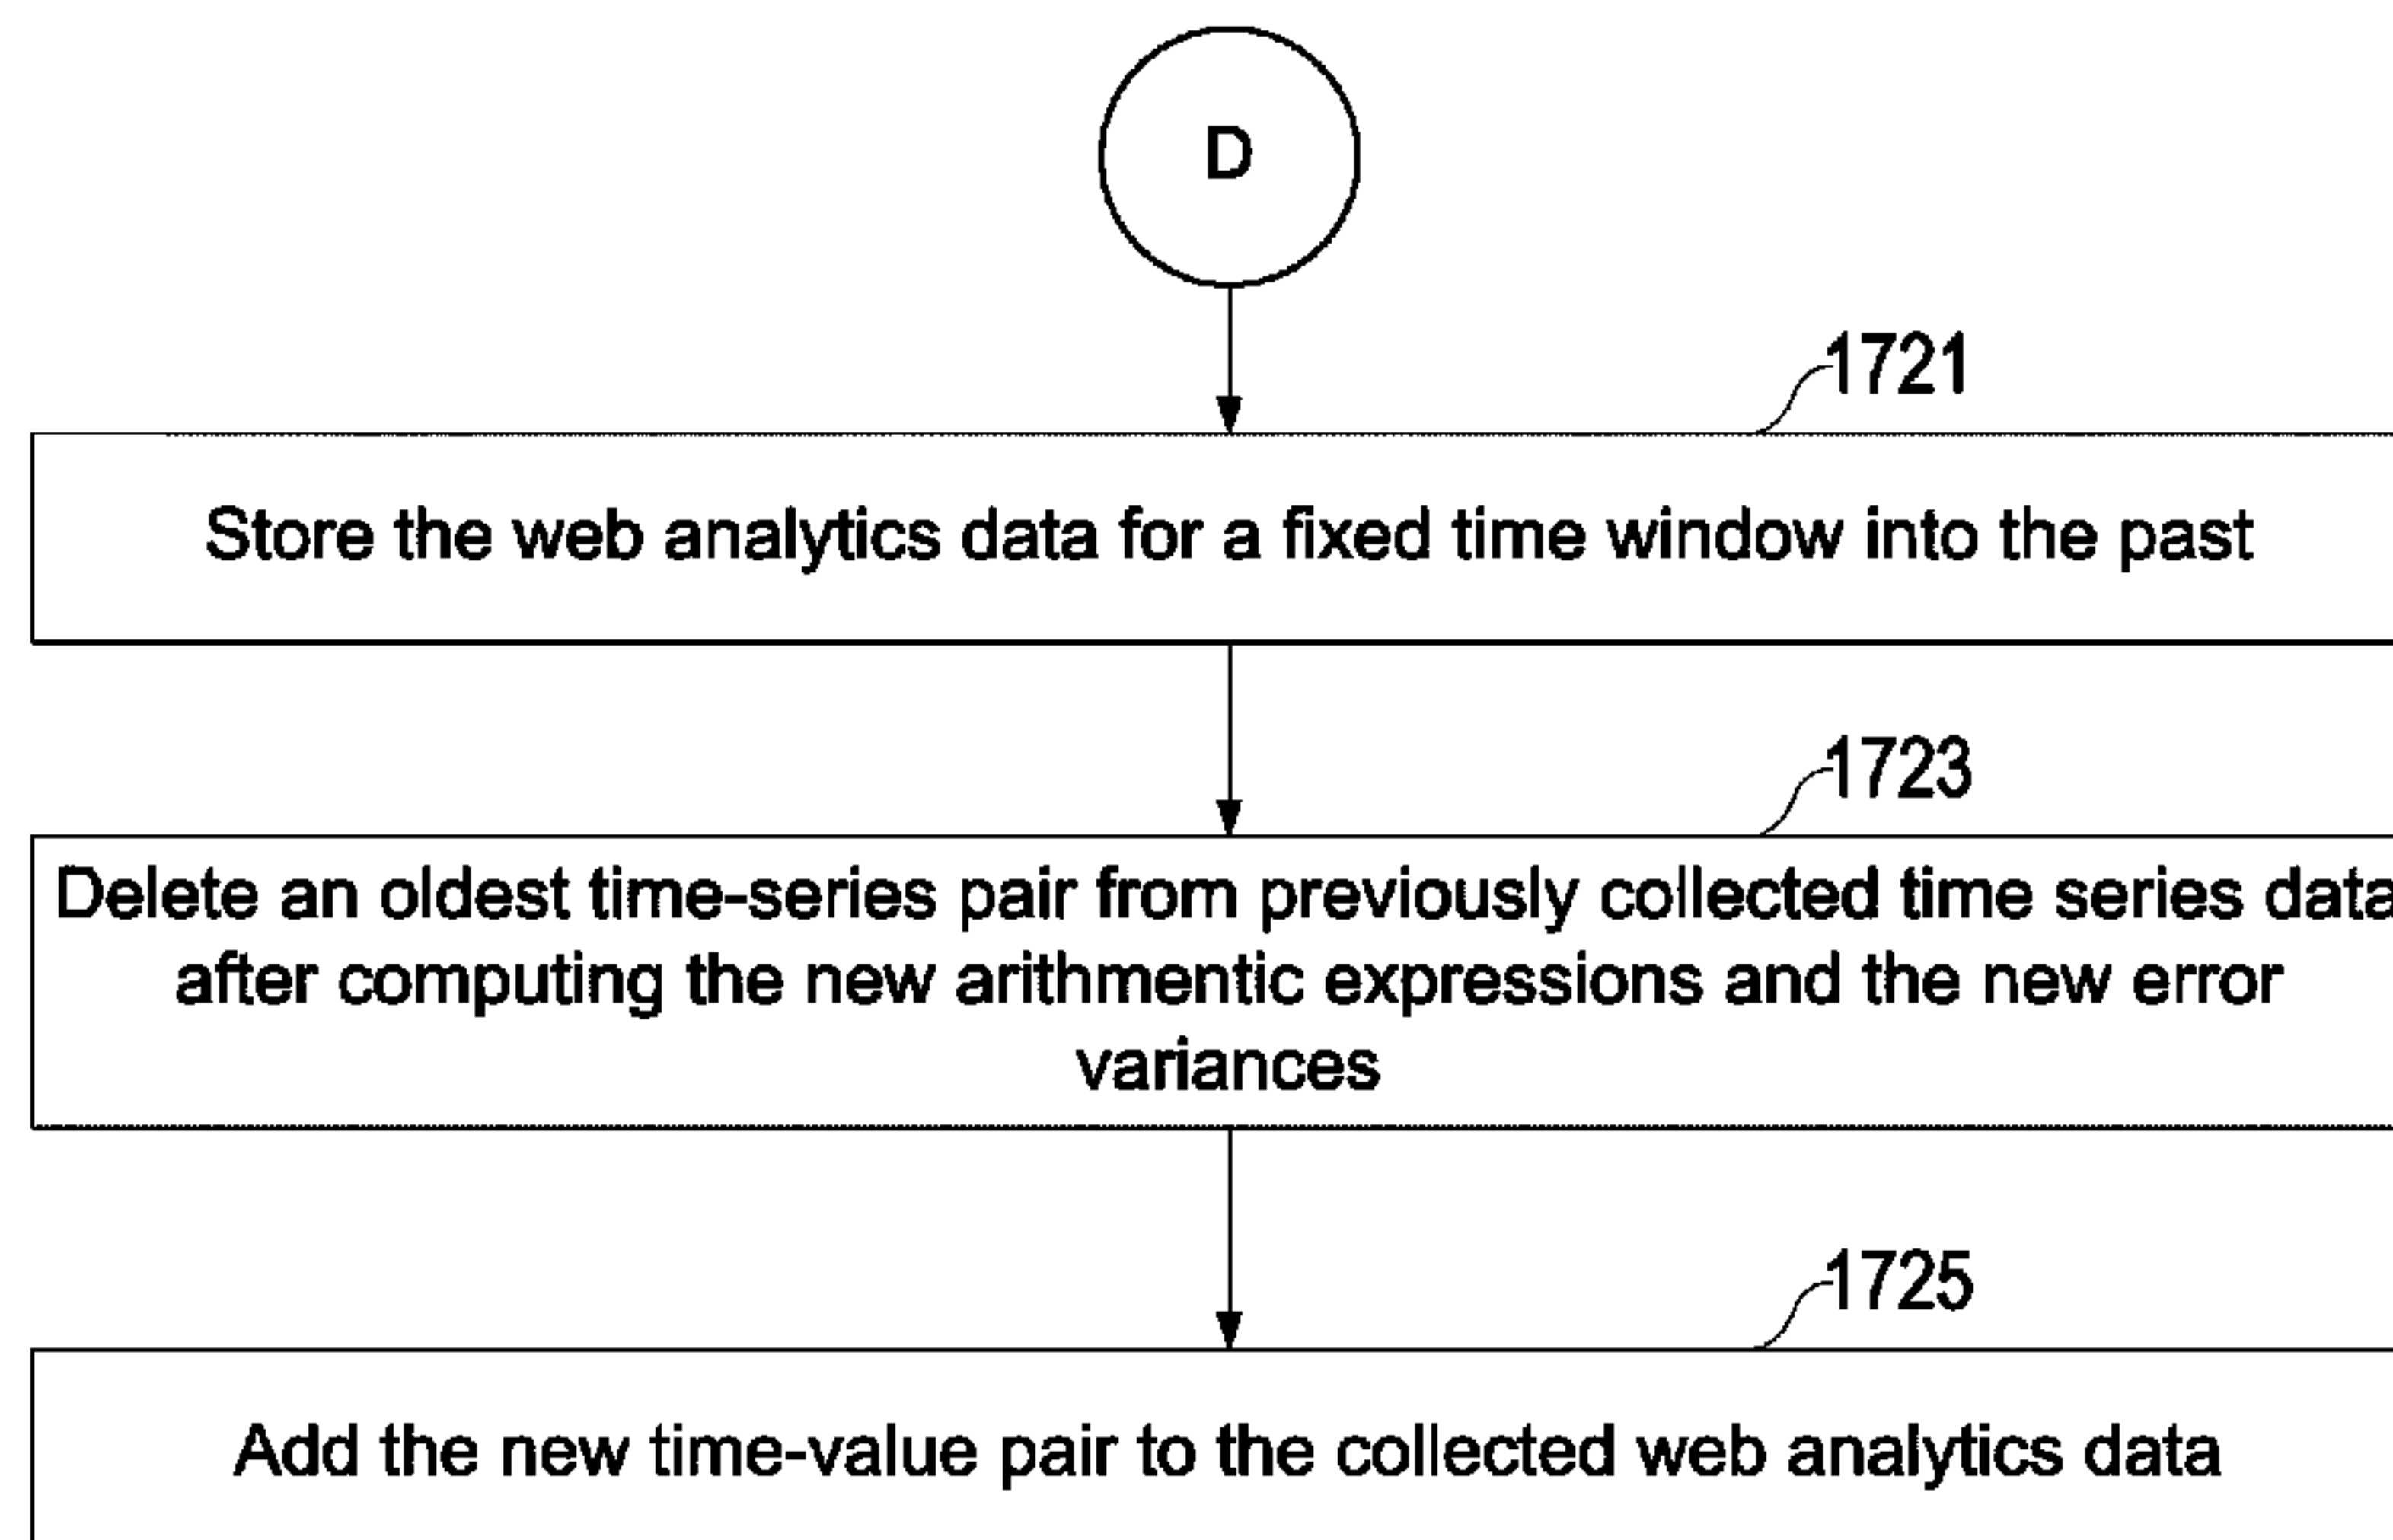 D
1721
Store the web analytics data for a fixed time window into the past
1723
Delete an oldest time-series pair from previously collected time series data
after computing the new arithmentic expressions and the new error
variances
1725
Add the new time-value pair to the collected web analytics data